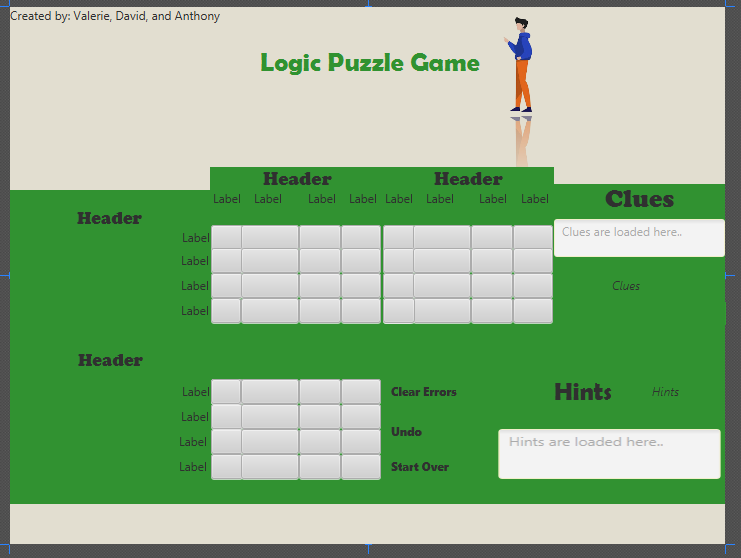 Created by: Valerie, David, and Anthony
Logic Puzzle Game
Header Header
Label Label Label Label Label Label Label Label
Clues
Header
Label
Clues are loaded here..
Label
Label
Clues
Label
Header
Label
Clear Errors
Hints
Hints
Label
Undo
Label
Hints are loaded here..
Label
Start Over